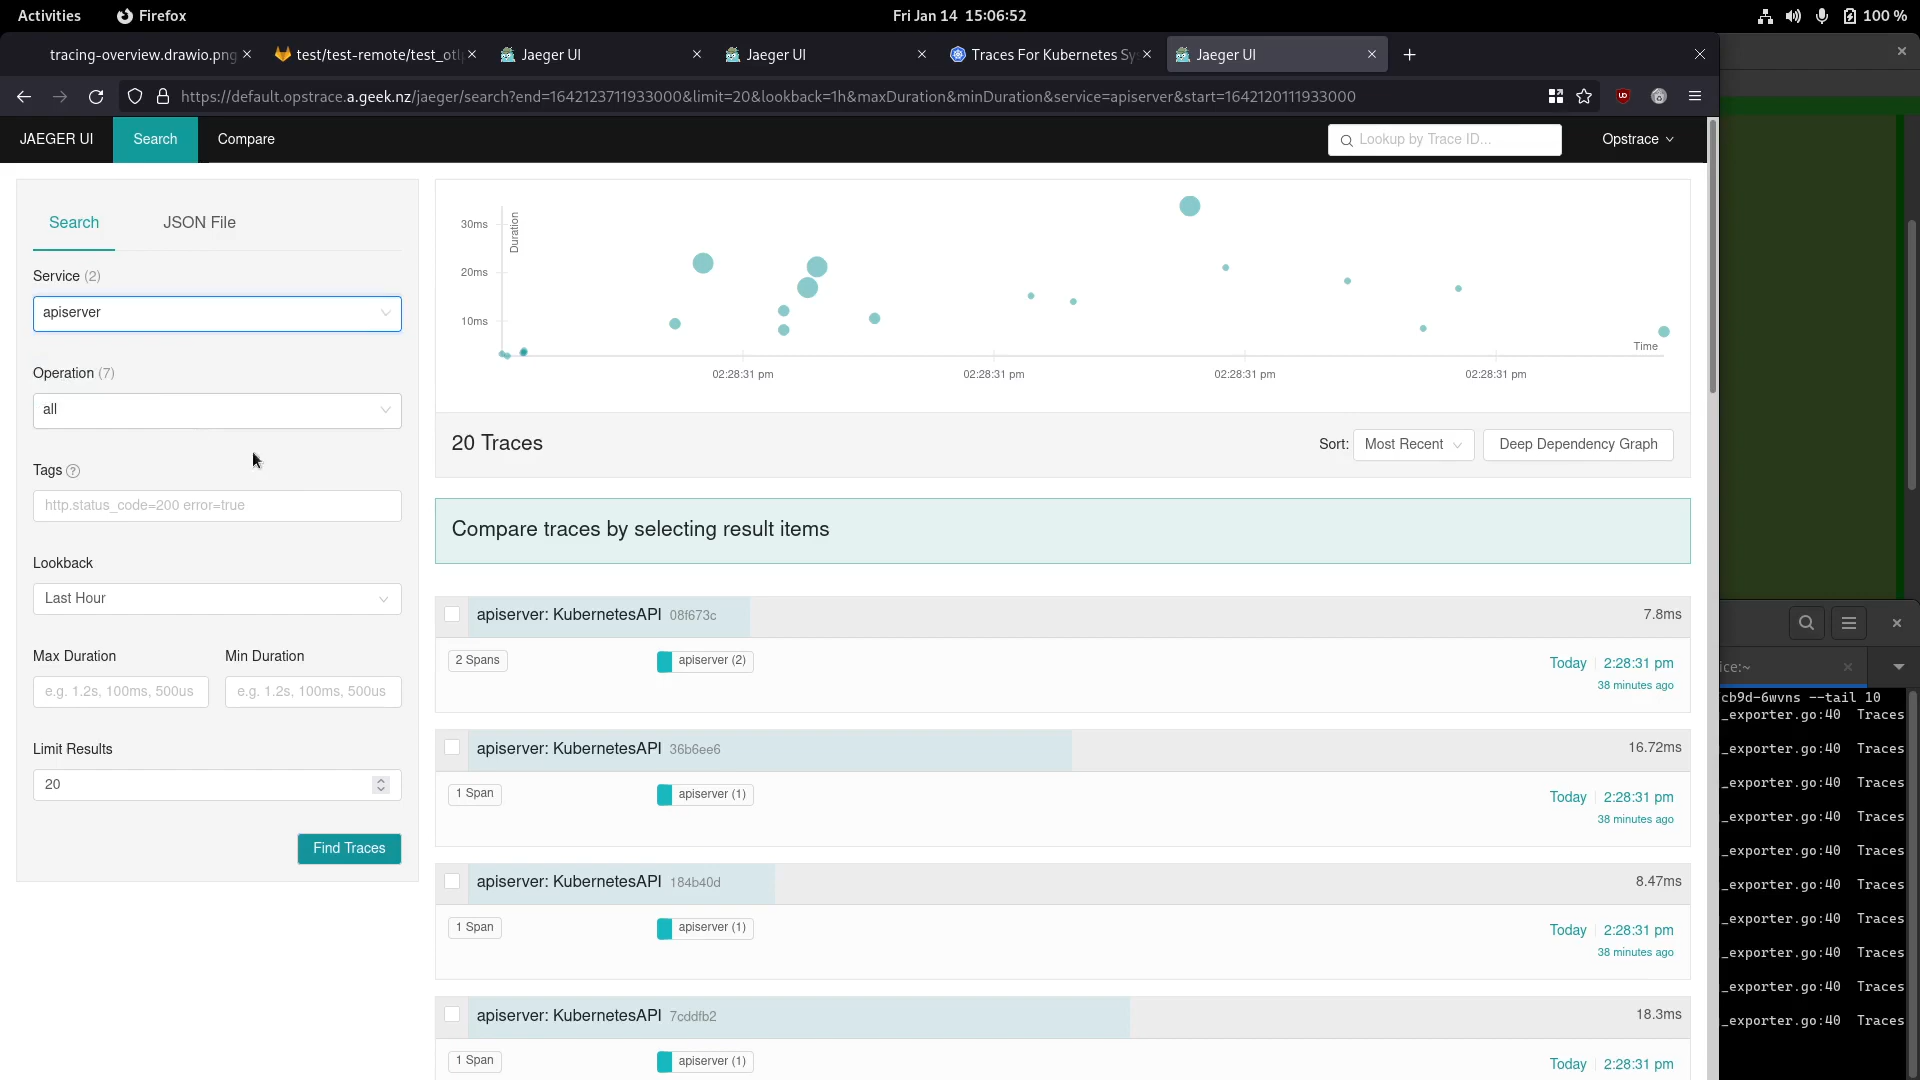 Activities
Firefox
Fri Jan 14 15:06:52
100 %
tracing-overview.drawio.png
test/test-remote/test_otl
Jaeger UI
Jaeger UI
Traces For Kubernetes Sy
Jaeger UI
https://default.opstrace.a.geek.nz/jaeger/search?end=1642123711933000&limit=20&lookback=1h&maxDuration&minDuration&service=apiserver&start=1642120111933000
JAEGER UI
Search
Compare
Lookup by Trace ID...
Opstrace
Search
JSON File
Service (2)
apiserver
Operation (7)
all
Tags ?
http.status_code=200 error=true
Lookback
Last Hour
Max Duration
Min Duration
e.g. 1.2s, 100ms, 500us
e.g. 1.2s, 100ms, 500us
Limit Results
20
Find Traces
Duration
30ms
20ms
10ms
Time
02:28:31 pm
02:28:31 pm
02:28:31 pm
02:28:31 pm
20 Traces
Sort:
Most Recent
Deep Dependency Graph
Compare traces by selecting result items
apiserver: KubernetesAPI 08f673c
7.8ms
2 Spans
apiserver (2)
Today
2:28:31 pm
38 minutes ago
apiserver: KubernetesAPI 36b6ee6
16.72ms
1 Span
apiserver (1)
Today
2:28:31 pm
38 minutes ago
apiserver: KubernetesAPI 184b40d
8.47ms
1 Span
apiserver (1)
Today
2:28:31 pm
38 minutes ago
apiserver: KubernetesAPI 7cddfb2
18.3ms
1 Span
apiserver (1)
Today
2:28:31 pm
ice:~
cb9d-6wvns --tail 10
_exporter.go:40 Traces
_exporter.go:40 Traces
_exporter.go:40 Traces
_exporter.go:40 Traces
_exporter.go:40 Traces
_exporter.go:40 Traces
_exporter.go:40 Traces
_exporter.go:40 Traces
_exporter.go:40 Traces
_exporter.go:40 Traces